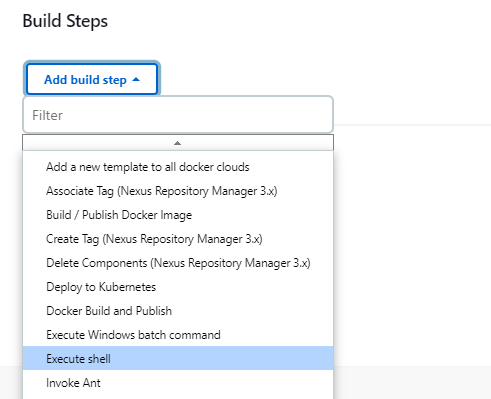 Build Steps
Add build step
Filter
Add a new template to all docker clouds
Associate Tag (Nexus Repository Manager 3.x)
Build / Publish Docker Image
Create Tag (Nexus Repository Manager 3.x)
Delete Components (Nexus Repository Manager 3.x)
Deploy to Kubernetes
Docker Build and Publish
Execute Windows batch command
Execute shell
Invoke Ant